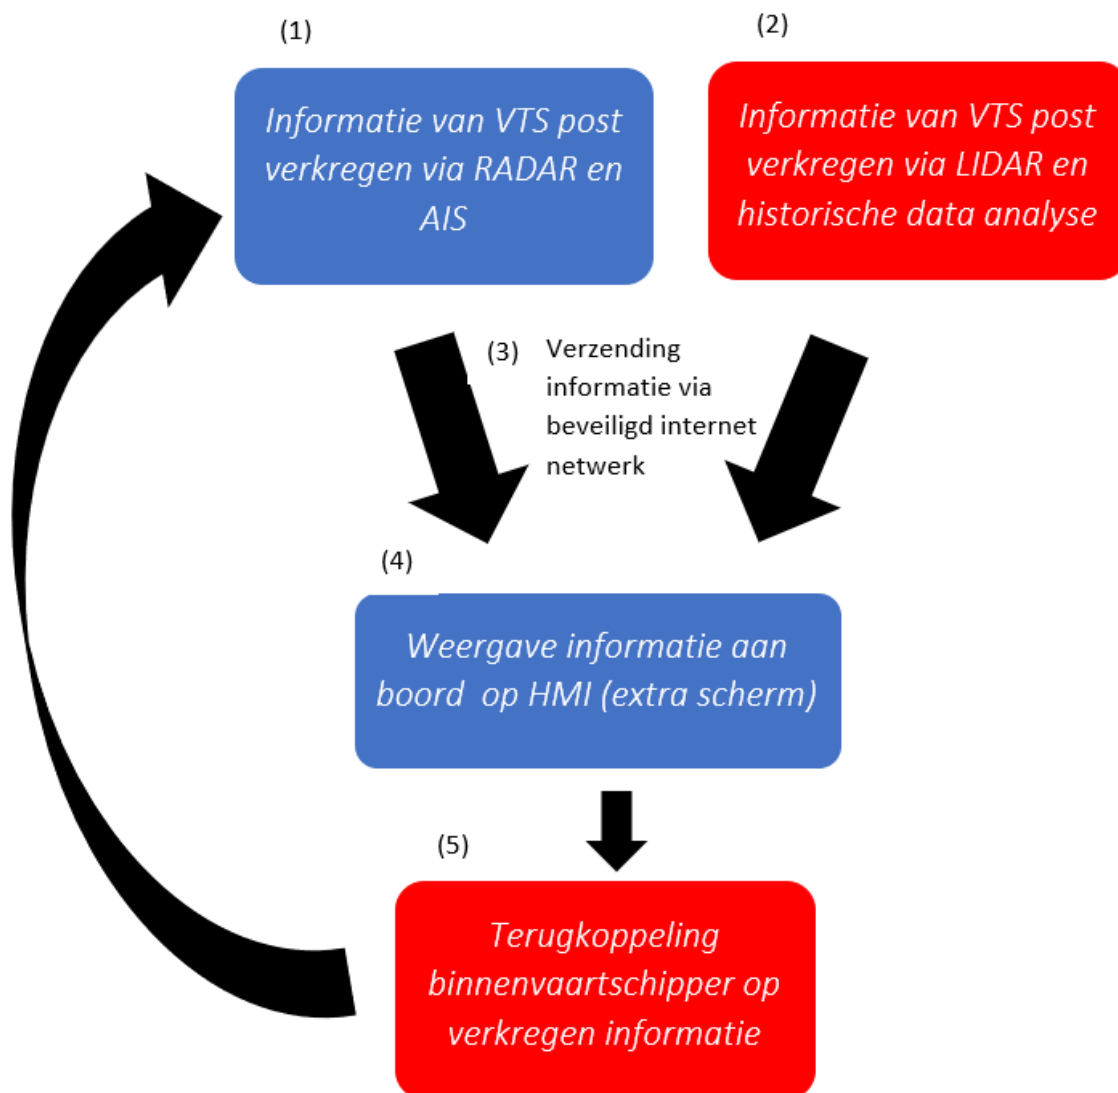 (1)
Informatie van VTS post
verkregen via RADAR en
AIS
(2)
Informatie van VTS post
verkregen via LIDAR en
historische data analyse
(3)
Verzending
informatie via
beveiligd internet
netwerk
(4)
Weergave informatie aan
boord op HMI (extra scherm)
(5)
Terugkoppeling
binnenvaartschipper op
verkregen informatie